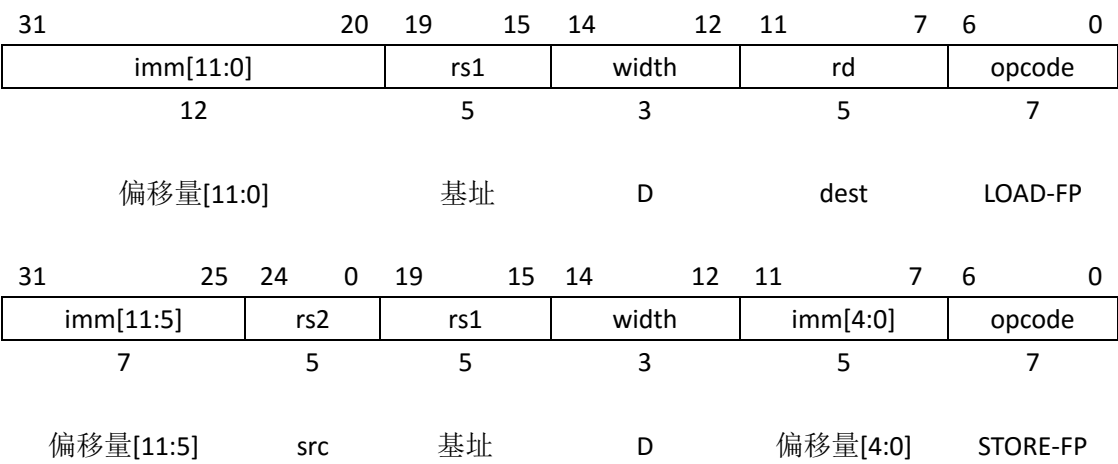 31 20 19 15 14 12 11 7 6 0
imm[11:0] rs1 width rd opcode
12 5 3 5 7
偏移量[11:0] 基址 D dest LOAD-FP
31 25 24 0 19 15 14 12 11 7 6 0
imm[11:5] rs2 rs1 width imm[4:0] opcode
7 5 5 3 5 7
偏移量[11:5] src 基址 D 偏移量[4:0] STORE-FP